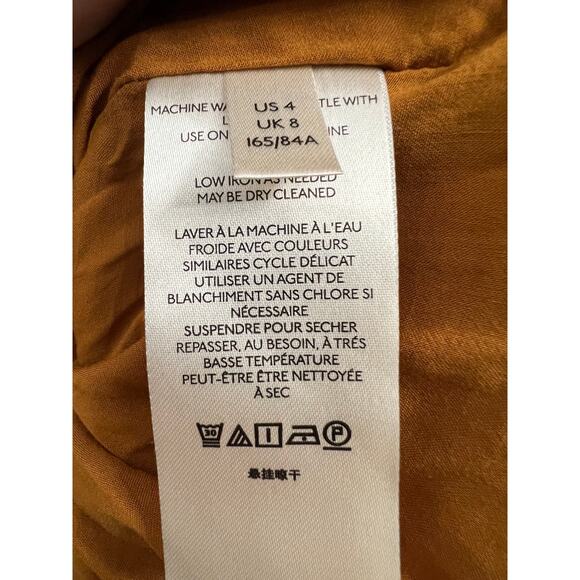 MACHINE WA TLE WITH
US 4
UK 8
165/84A
USE ON INE
LOW IRON AS NEEDED
MAY BE DRY CLEANED
LAVER À LA MACHINE À L'EAU
FROIDE AVEC COULEURS
SIMILAIRES CYCLE DÉLICAT
UTILISER UN AGENT DE
BLANCHIMENT SANS CHLORE SI
NÉCESSAIRE
SUSPENDRE POUR SECHER
REPASSER, AU BESOIN, À TRÉS
BASSE TEMPÉRATURE
PEUT-ÊTRE ÊTRE NETTOYÉE
À SEC
30
P
悬挂晾干